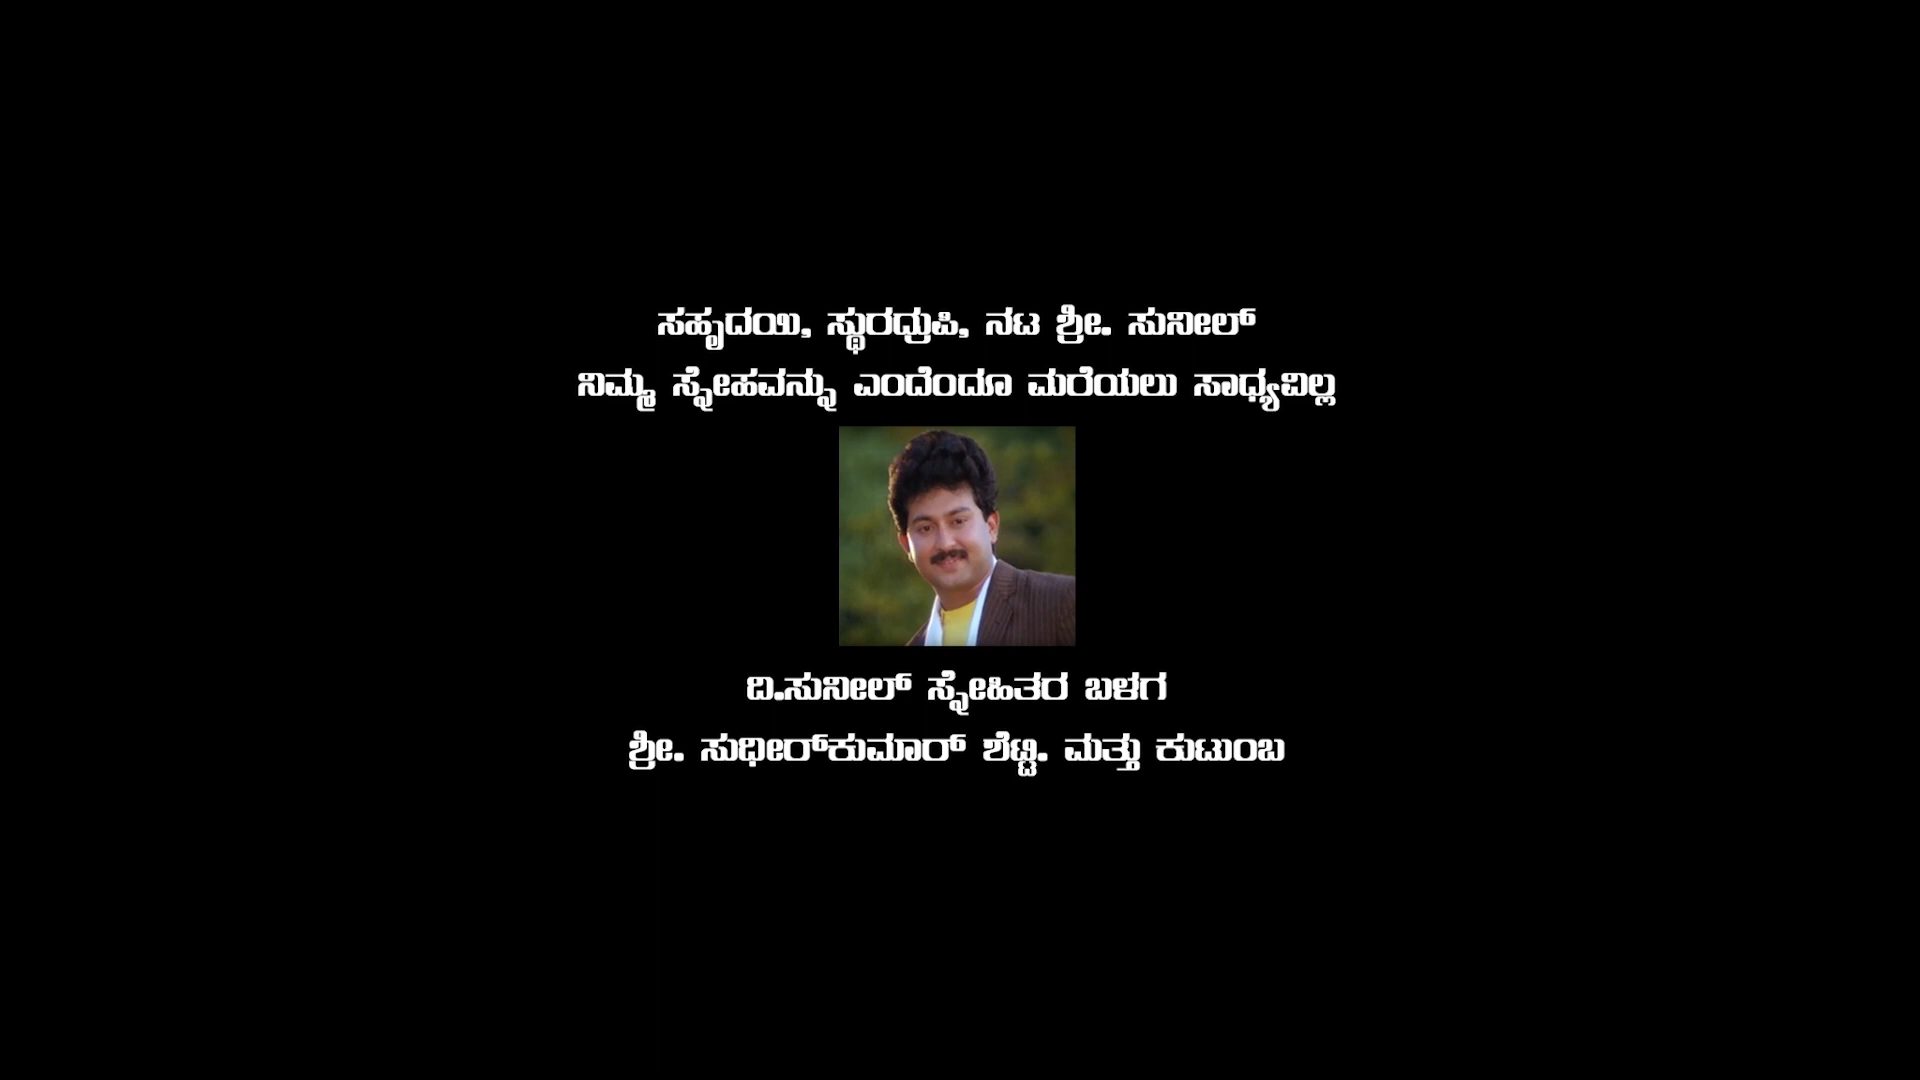 ಸಹೃದಯಿ, ಸ್ಥುರದ್ರುಪಿ, ನಟ ಶ್ರೀ. ಸುನೀಲ್
ನಿಮ್ಮ ಸ್ನೇಹವನ್ನು ಎಂದೆಂದೂ ಮರೆಯಲು ಸಾಧ್ಯವಿಲ್ಲ
ದಿ.ಸುನೀಲ್ ಸ್ನೇಹಿತರ ಬಳಗ
ಶ್ರೀ. ಸುಧೀರ್‌ಕುಮಾರ್ ಶೆಟ್ಟಿ. ಮತ್ತು ಕುಟುಂಬ